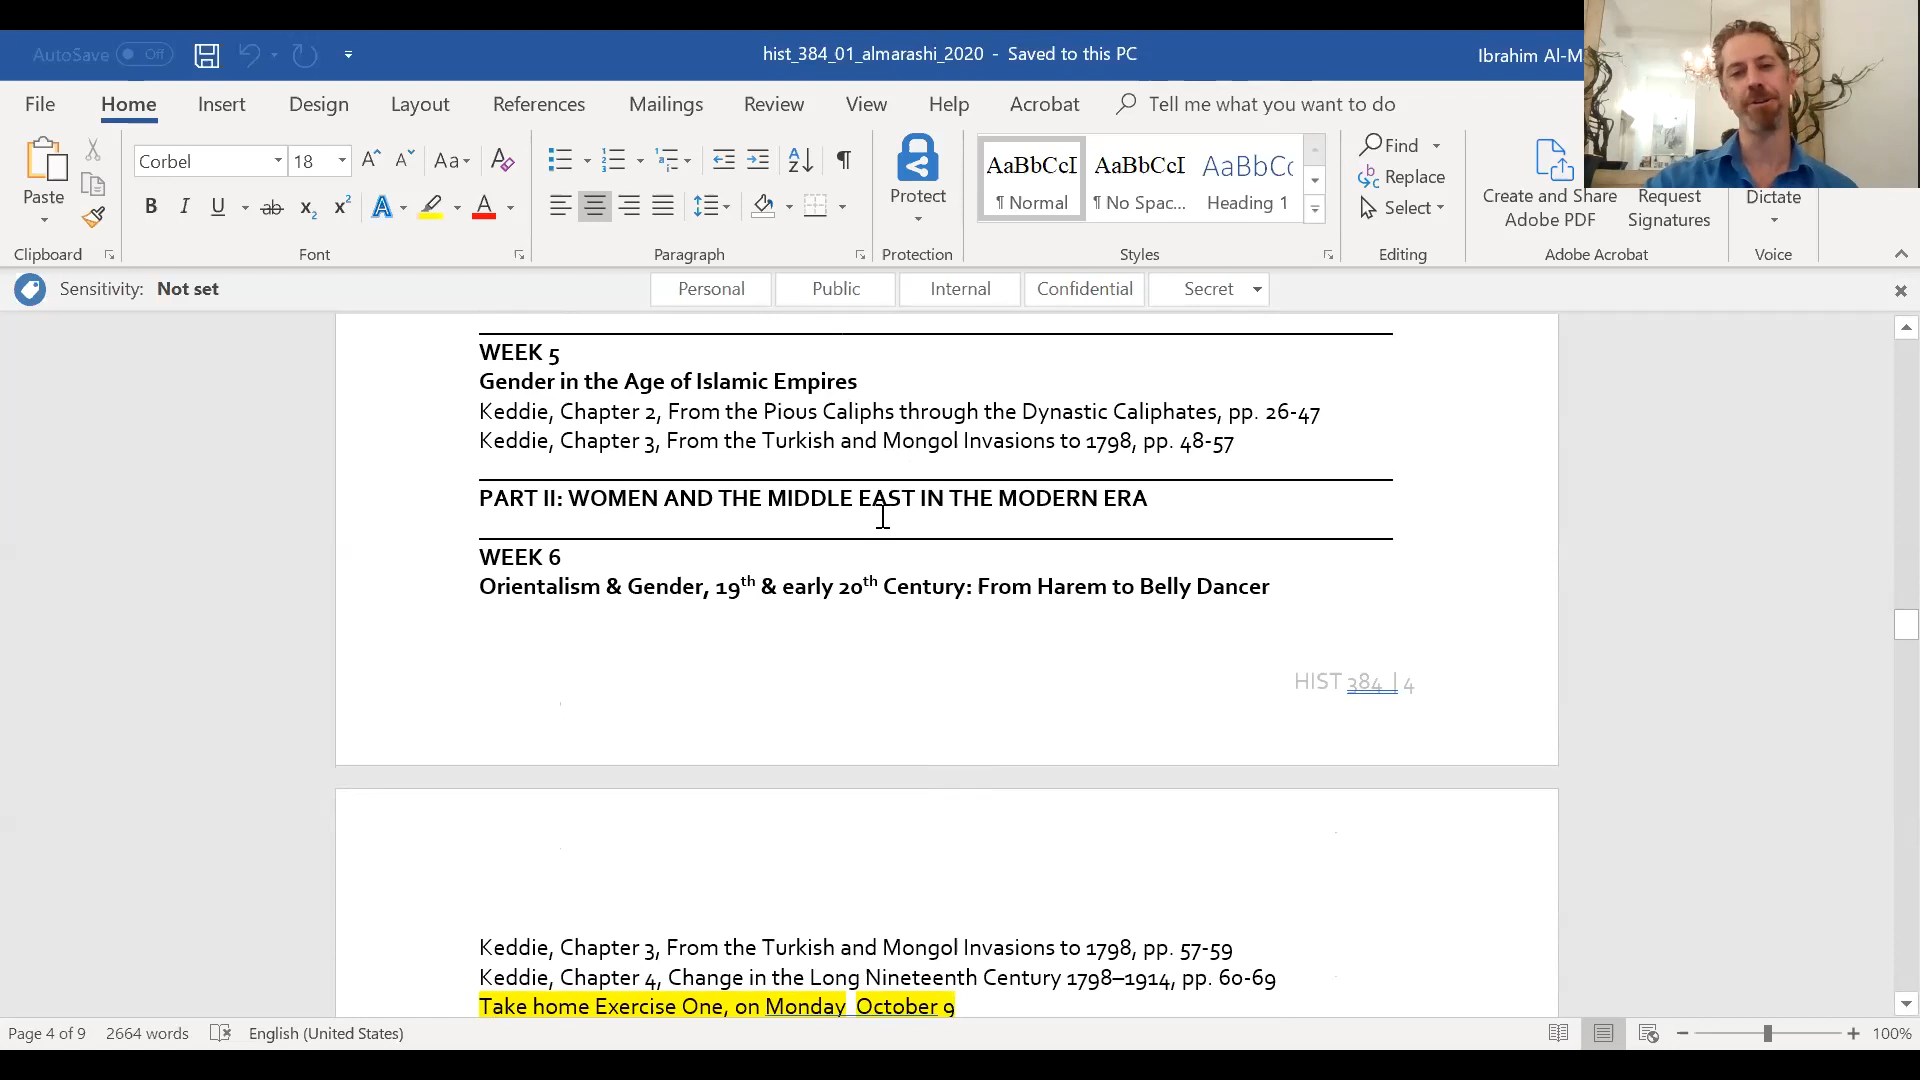 AutoSave Off
hist_384_01_almarashi_2020 - Saved to this PC
Ibrahim Al-M
File Home Insert Design Layout References Mailings Review View Help Acrobat Tell me what you want to do
Paste
Clipboard
Corbel 18
Aa
Font
Paragraph
Protect
Protection
AaBbCcI AaBbCcI AaBbCc
¶ Normal ¶ No Spac... Heading 1
Styles
Find
Replace
Select
Editing
Create and Share Adobe PDF
Request Signatures
Adobe Acrobat
Dictate
Voice
Sensitivity: Not set
Personal Public Internal Confidential Secret
WEEK 5
Gender in the Age of Islamic Empires
Keddie, Chapter 2, From the Pious Caliphs through the Dynastic Caliphates, pp. 26-47
Keddie, Chapter 3, From the Turkish and Mongol Invasions to 1798, pp. 48-57
PART II: WOMEN AND THE MIDDLE EAST IN THE MODERN ERA
WEEK 6
Orientalism & Gender, 19th & early 20th Century: From Harem to Belly Dancer
HIST 384 | 4
Keddie, Chapter 3, From the Turkish and Mongol Invasions to 1798, pp. 57-59
Keddie, Chapter 4, Change in the Long Nineteenth Century 1798–1914, pp. 60-69
Take home Exercise One, on Monday October 9
Page 4 of 9 2664 words English (United States) 100%